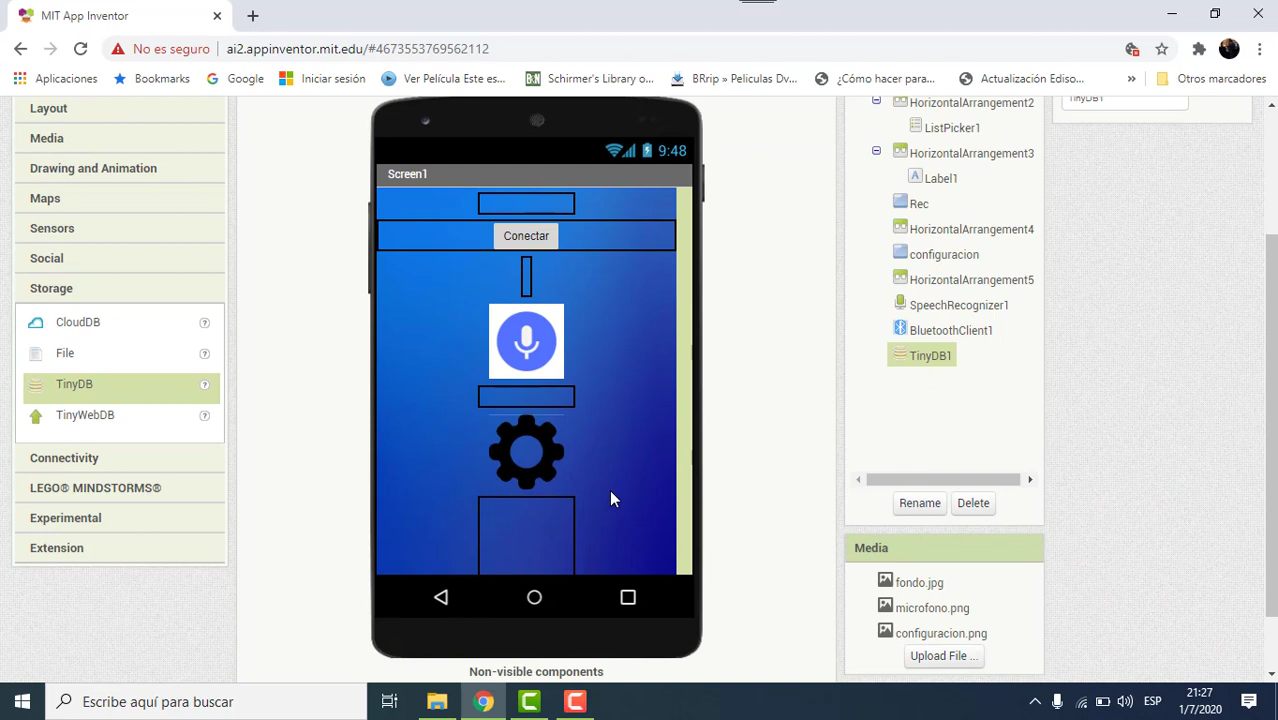 MIT App Inventor
No es seguro
ai2.appinventor.mit.edu/#4673553769562112
Aplicaciones
Bookmarks
Google
Iniciar sesión
Ver Película Este es...
Schirmer's Library o...
BRrip » Peliculas Dv...
¿Cómo hacer para...
Actualización Ediso...
»
Otros marcadores
Layout
Media
Drawing and Animation
Maps
Sensors
Social
Storage
CloudDB
File
TinyDB
TinyWebDB
Connectivity
LEGO® MINDSTORMS®
Experimental
Extension
9:48
Screen1
Conectar
Non-visible components
HorizontalArrangement2
ListPicker1
HorizontalArrangement3
Label1
Rec
HorizontalArrangement4
configuracion
HorizontalArrangement5
SpeechRecognizer1
BluetoothClient1
TinyDB1
Rename
Delete
Media
fondo.jpg
microfono.png
configuracion.png
Upload File ...
TinyDB1
Escribe aquí para buscar
ESP
21:27
1/7/2020